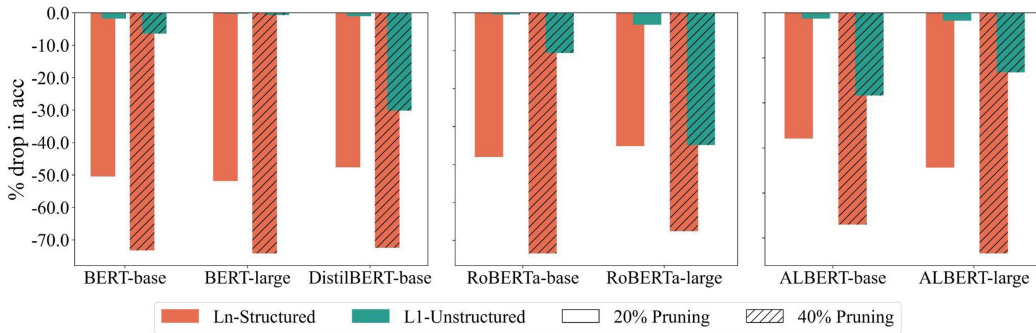 % drop in acc
0.0
-10.0
-20.0
-30.0
-40.0
-50.0
-60.0
-70.0
BERT-base BERT-large DistilBERT-base RoBERTa-base RoBERTa-large ALBERT-base ALBERT-large
Ln-Structured L1-Unstructured 20% Pruning 40% Pruning